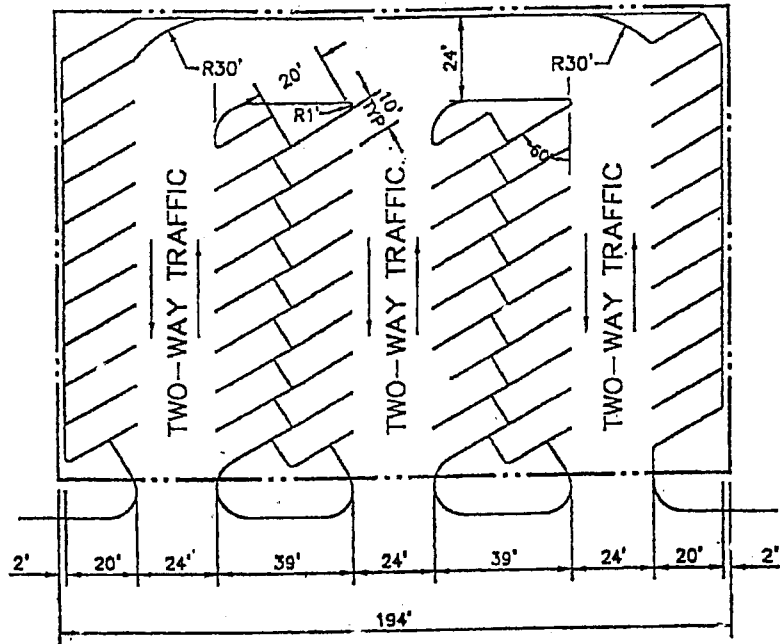 R30'
20'
R1'
10'
TYP.
24'
R30'
60
TWO-WAY TRAFFIC
TWO-WAY TRAFFIC
TWO-WAY TRAFFIC
2'
20'
24'
39'
24'
39'
24'
20'
2'
194'